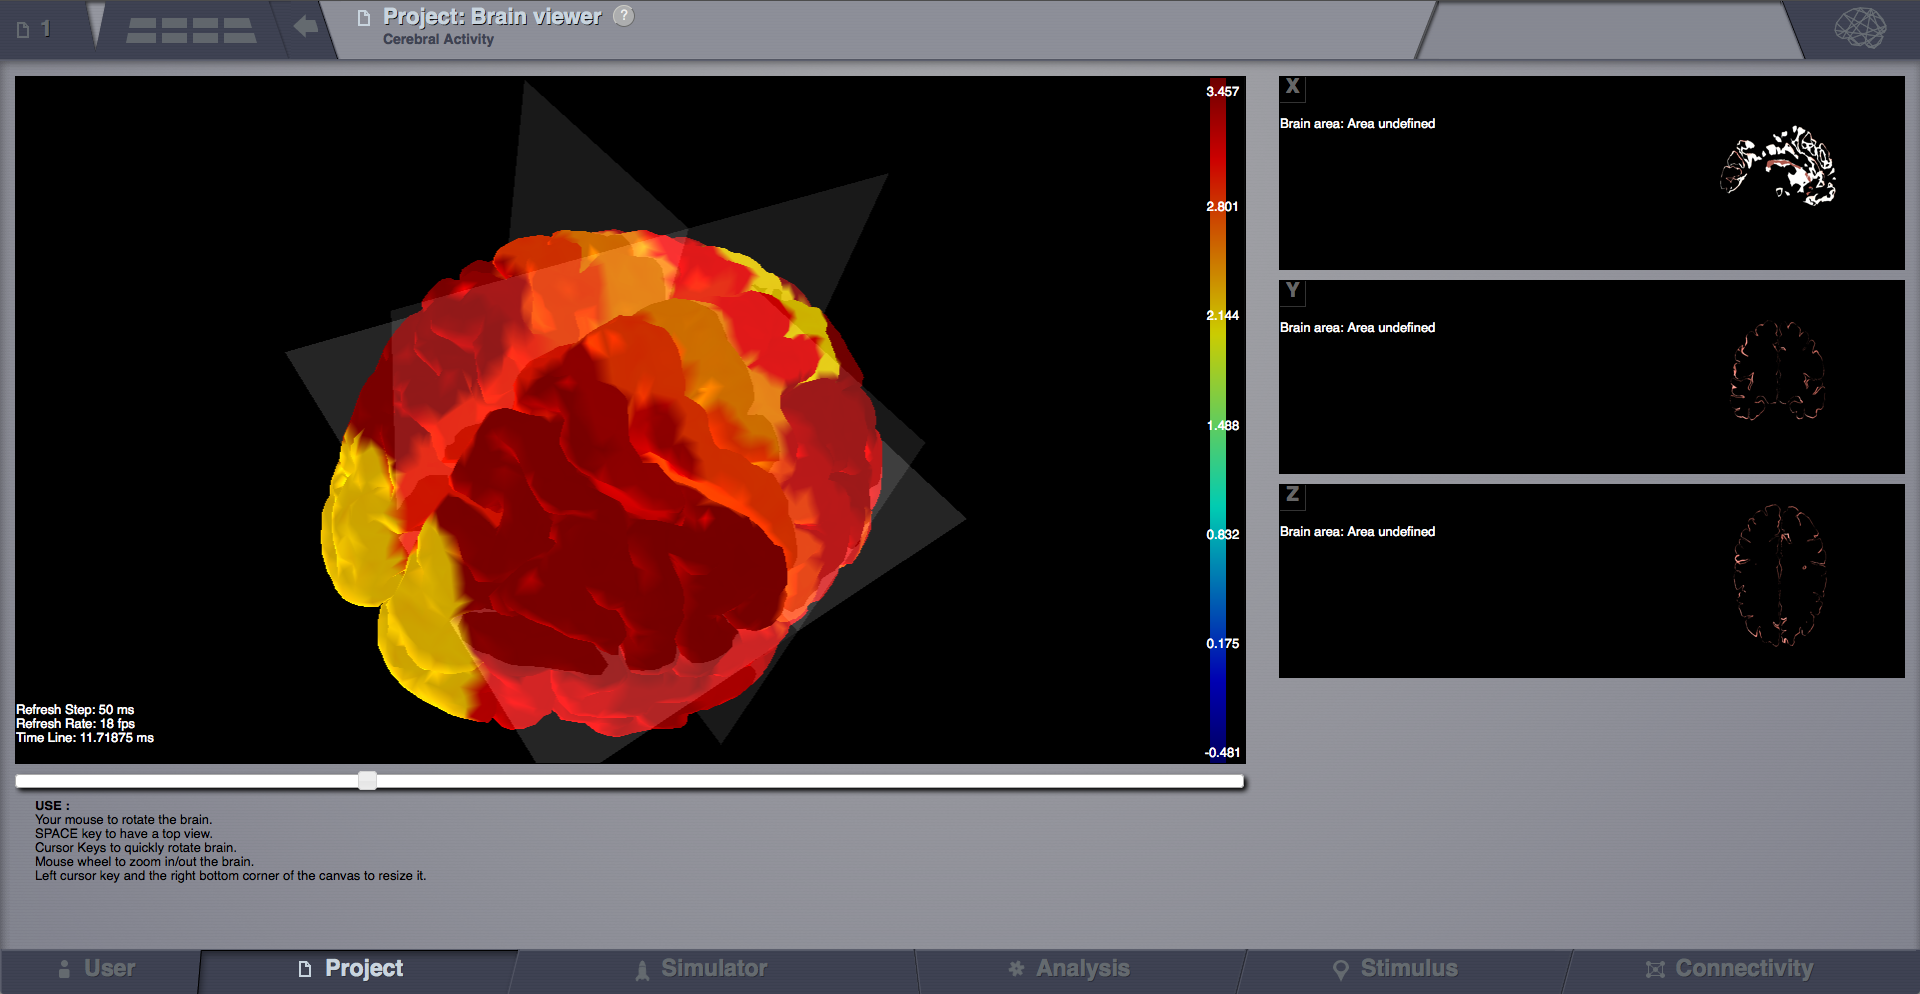 1
Project: Brain viewer ?
Cerebral Activity
3.457
2.801
2.144
1.488
0.832
0.175
-0.481
Refresh Step: 50 ms
Refresh Rate: 18 fps
Time Line: 11.71875 ms
X
Brain area: Area undefined
Y
Brain area: Area undefined
Z
Brain area: Area undefined
USE :
Your mouse to rotate the brain.
SPACE key to have a top view.
Cursor Keys to quickly rotate brain.
Mouse wheel to zoom in/out the brain.
Left cursor key and the right bottom corner of the canvas to resize it.
User
Project
Simulator
Analysis
Stimulus
Connectivity